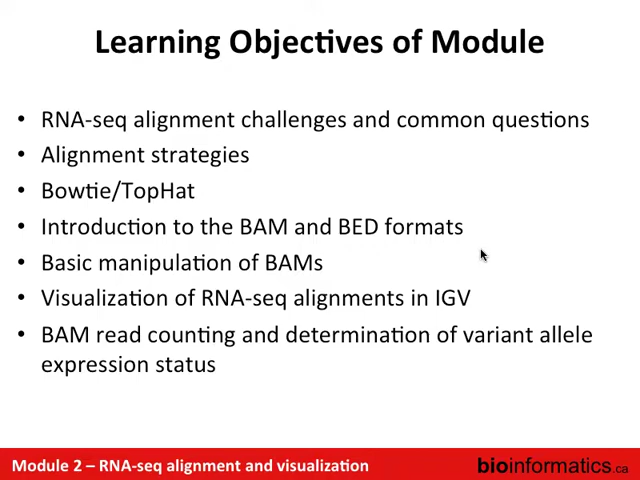 Learning Objectives of Module
• RNA-seq alignment challenges and common questions
• Alignment strategies
• Bowtie/TopHat
• Introduction to the BAM and BED formats
• Basic manipulation of BAMs
• Visualization of RNA-seq alignments in IGV
• BAM read counting and determination of variant allele
expression status
Module 2 – RNA-seq alignment and visualization
bioinformatics.ca